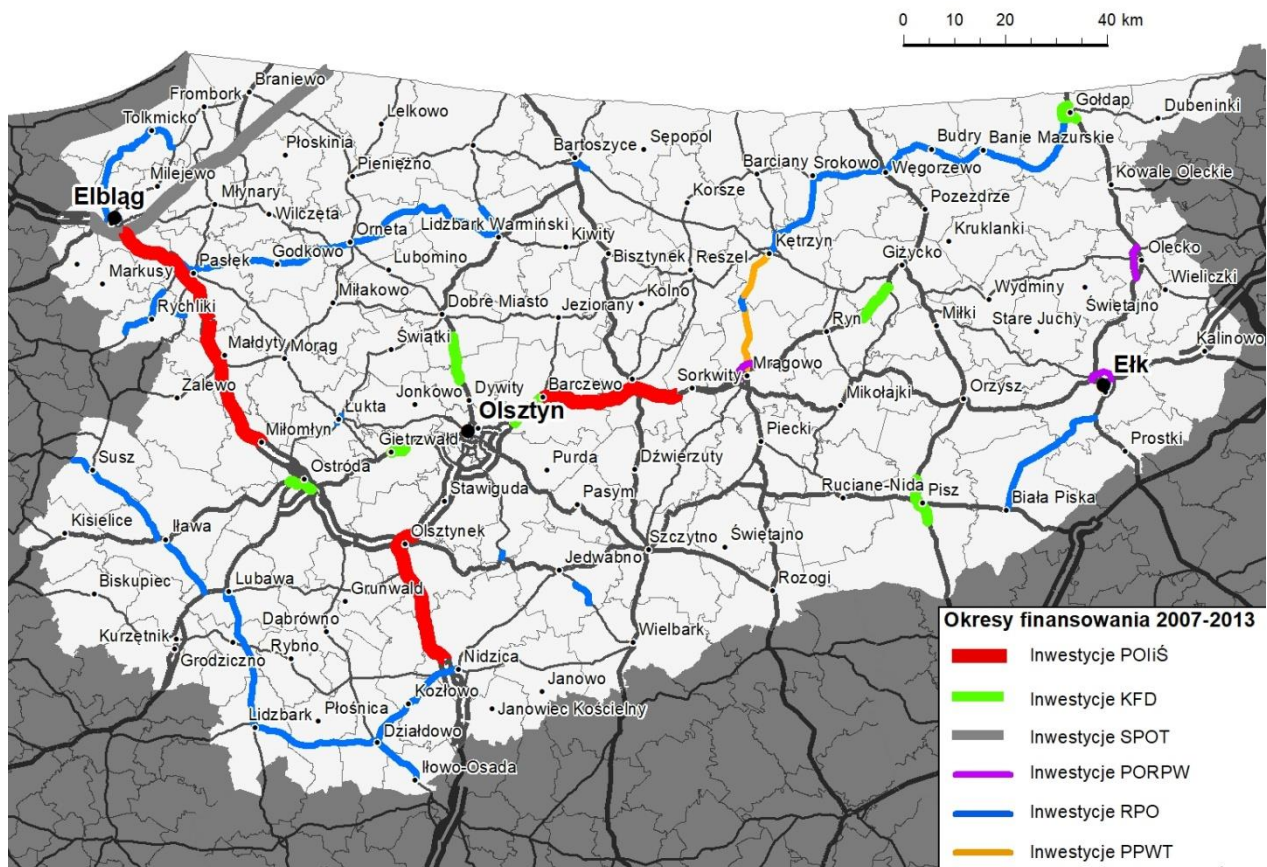 0 10 20 40 km
Braniewo
Frombork
Tolkmicko
Lelkowo
Płoskinia
Pieniężno
Milejewo
Elbląg
Młynary
Wilczęta
Orneta
Godkowo
Pasłęk
Markusy
Rychliki
Lubomino
Miłakowo
Lidzbark Warmiński
Kiwity
Bartoszyce
Sępopol
Barciany
Srokowo
Korsze
Węgorzewo
Budry
Banie Mazurskie
Gołdap
Dubeninki
Kowale Oleckie
Pozezdrze
Kruklanki
Giżycko
Kętrzyn
Reszel
Bisztynek
Kolno
Jeziorany
Dobre Miasto
Świątki
Morąg
Małdyty
Zalewo
Jonkowo
Dywity
Olsztyn
Barczewo
Sorkwity
Mrągowo
Ryn
Miłki
Wydminy
Stare Juchy
Świętajno
Olecko
Wieliczki
Kalinowo
Ełk
Orzysz
Mikołajki
Piecki
Łukta
Miłomłyn
Gietrzwałd
Ostróda
Susz
Kisielice
Iława
Stawiguda
Purda
Pasym
Dźwierzuty
Ruciane-Nida
Pisz
Biała Piska
Prostki
Olsztynek
Jedwabno
Szczytno
Świętajno
Rozogi
Biskupiec
Lubawa
Grunwald
Dąbrówno
Kurzętnik
Grodziczno
Rybno
Wielbark
Nidzica
Janowo
Kozłowo
Janowiec Kościelny
Lidzbark
Płośnica
Działdowo
Iłowo-Osada
Okresy finansowania 2007-2013
Inwestycje POIiŚ
Inwestycje KFD
Inwestycje SPOT
Inwestycje PORPW
Inwestycje RPO
Inwestycje PPWT